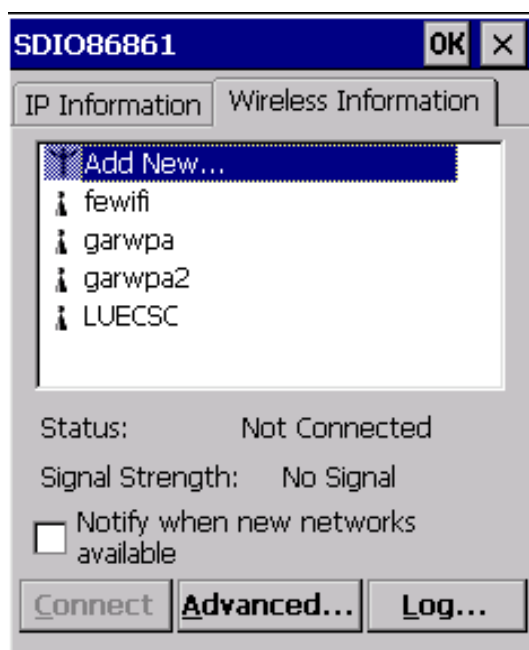 SDIO86861 OK ×
IP Information Wireless Information
Add New...
fewifi
garwpa
garwpa2
LUECSC
Status: Not Connected
Signal Strength: No Signal
Notify when new networks
available
Connect Advanced... Log...